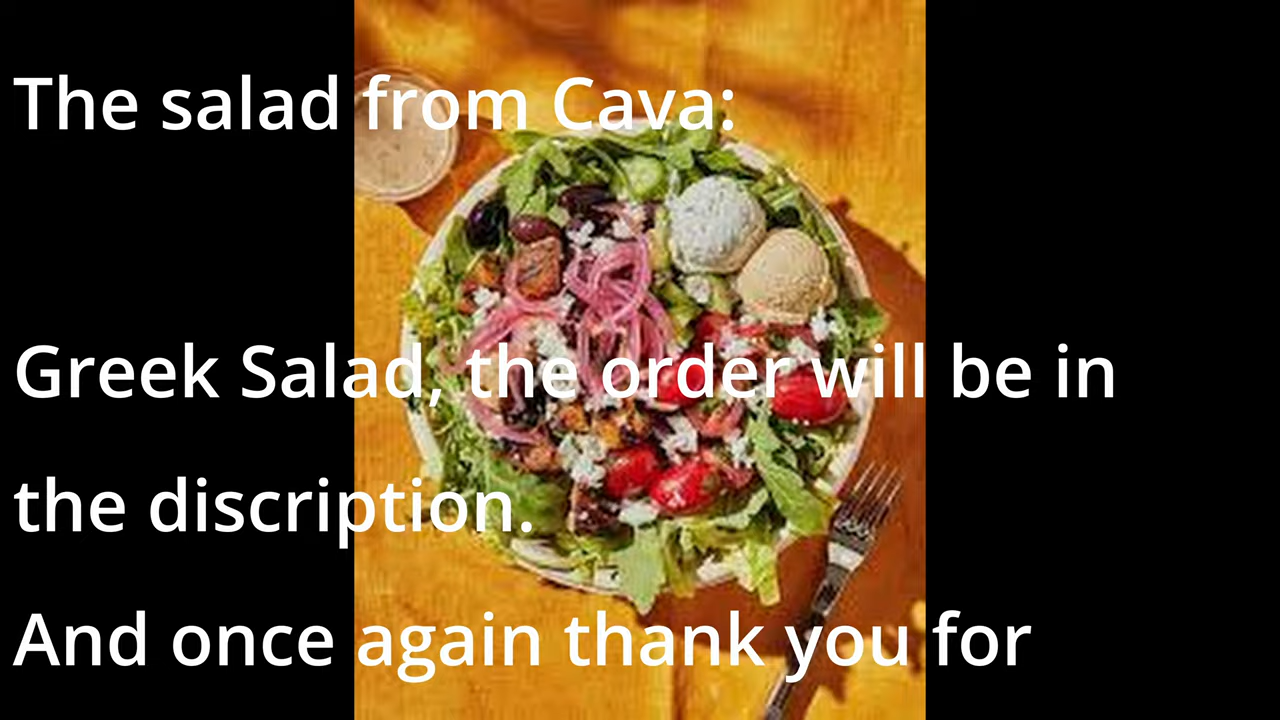 The salad from Cava:
Greek Salad, the order will be in
the discription.
And once again thank you for